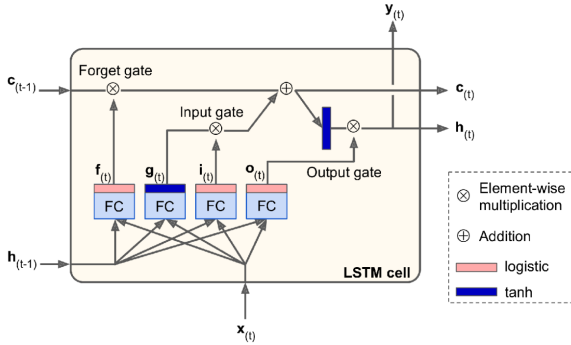 y(t)
Forget gate
c(t-1)
c(t)
Input gate
h(t)
f(t)
g(t)
i(t)
o(t)
Output gate
FC
FC
FC
FC
Element-wise
multiplication
Addition
h(t-1)
LSTM cell
logistic
tanh
x(t)